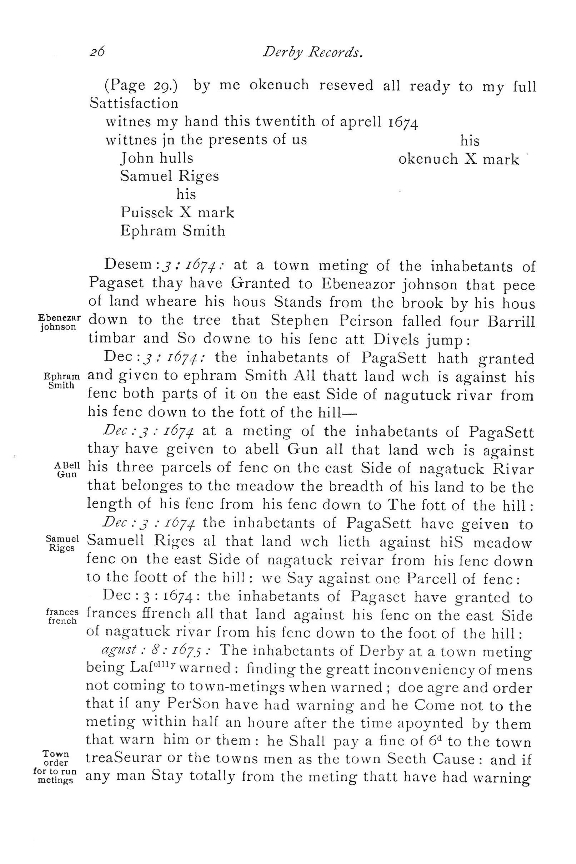 26 Derby Records.
(Page 29.) by me okenuch reseved all ready to my full
Sattisfaction
witnes my hand this twentith of aprell 1674
wittnes jn the presents of us his
John hulls okenuch X mark
Samuel Riges
his
Puissek X mark
Ephram Smith
Desem : 3 : 1674 : at a town meting of the inhabetants of
Pagaset thay have Granted to Ebeneazor johnson that pece
of land wheare his hous Stands from the brook by his hous
Ebenezar johnson down to the tree that Stephen Peirson falled four Barrill
timbar and So downe to his fenc att Divels jump :
Dec : 3 : 1674 : the inhabetants of PagaSett hath granted
Ephram Smith and given to ephram Smith All thatt land wch is against his
fenc both parts of it on the east Side of nagutuck rivar from
his fenc down to the fott of the hill—
Dec : 3 : 1674 at a meting of the inhabetants of PagaSett
thay have geiven to abell Gun all that land wch is against
ABell Gun his three parcels of fenc on the east Side of nagatuck Rivar
that belongs to the meadow the breadth of his land to be the
length of his fenc from his fenc down to The fott of the hill :
Dec : 3 : 1674 the inhabetants of PagaSett have geiven to
Samuel Riges Samuell Riges al that land wch lieth against hiS meadow
fenc on the east Side of nagatuck reivar from his fenc down
to the foott of the hill : we Say against one Parcell of fenc :
Dec : 3 : 1674 : the inhabetants of Pagaset have granted to
frances french frances ffrench all that land against his fenc on the east Side
of nagatuck rivar from his fenc down to the foot of the hill :
agust : 8 : 1675 : The inhabetants of Derby at a town meting
being Laf warned : finding the greatt inconveniency of mens
not coming to town-metings when warned ; doe agre and order
that if any PerSon have had warning and he Come not to the
meting within half an houre after the time apoynted by them
that warn him or them : he Shall pay a fine of 6d to the town
Town order for to run metings treaSeurar or the towns men as the town Seeth Cause : and if
any man Stay totally from the meting thatt have had warning